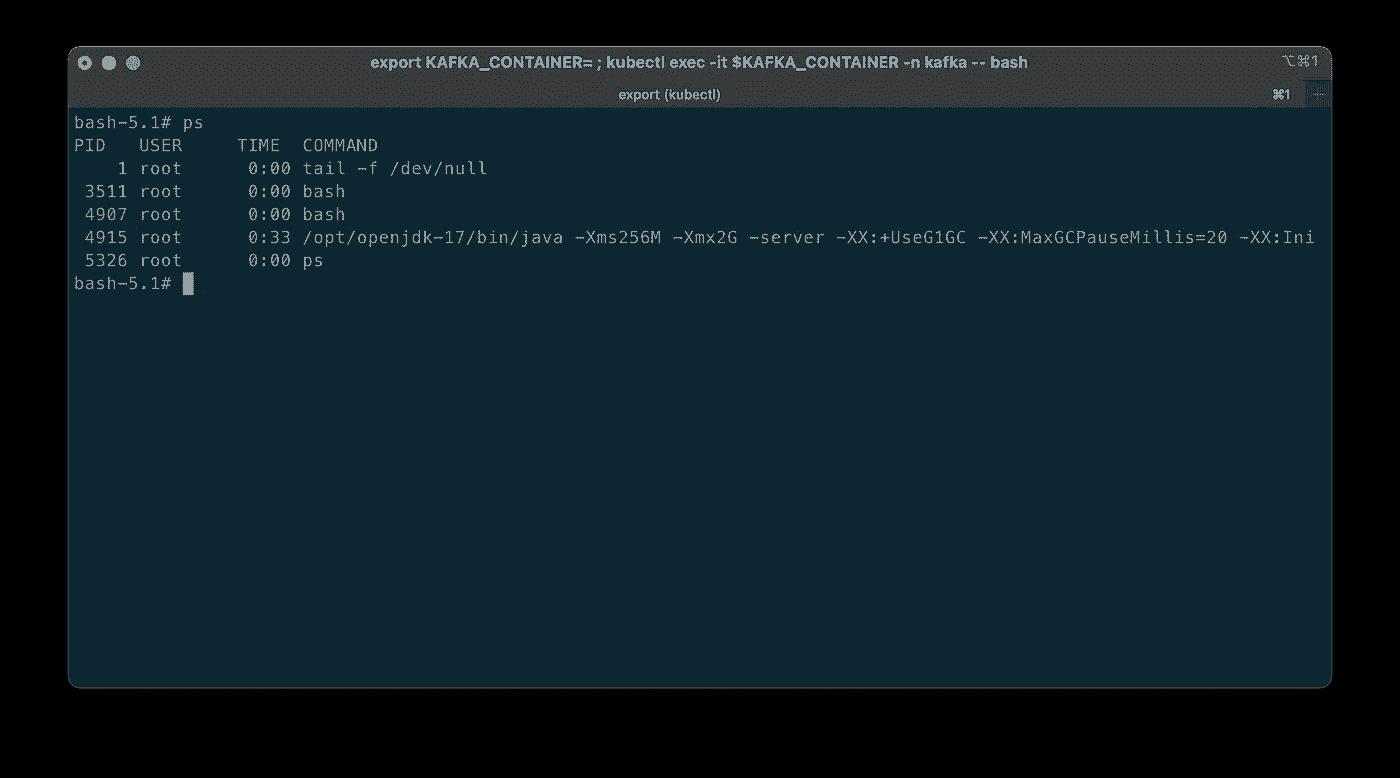 export KAFKA_CONTAINER= ; kubectl exec -it $KAFKA_CONTAINER -n kafka -- bash ⌥⌘1
export (kubectl) ⌘1 +
bash-5.1# ps
PID   USER     TIME  COMMAND
    1 root      0:00 tail -f /dev/null
 3511 root      0:00 bash
 4907 root      0:00 bash
 4915 root      0:33 /opt/openjdk-17/bin/java -Xms256M -Xmx2G -server -XX:+UseG1GC -XX:MaxGCPauseMillis=20 -XX:Ini
 5326 root      0:00 ps
bash-5.1#